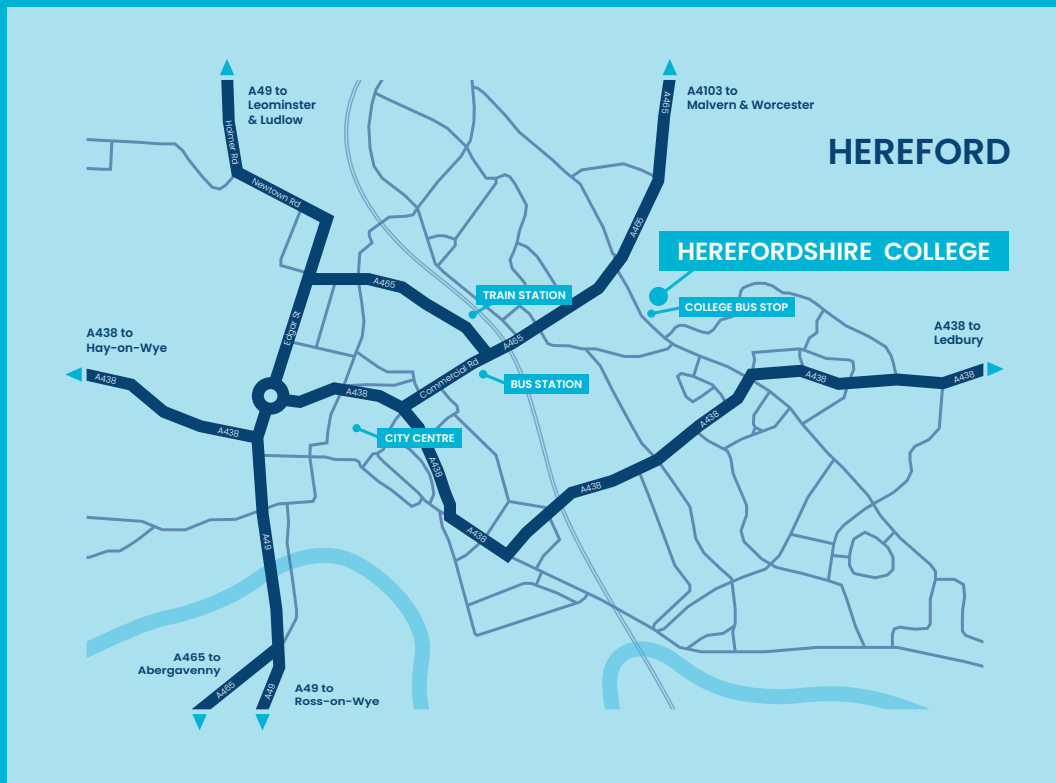 A49 to
Leominster
& Ludlow
A4103 to
Malvern & Worcester
HEREFORD
A465
Holmer Rd
Newtown Rd
A465
HEREFORDSHIRE COLLEGE
A465
TRAIN STATION
COLLEGE BUS STOP
Edgar St
A438 to
Hay-on-Wye
A438 to
Ledbury
A465
Commercial Rd
A438
BUS STATION
A438
A438
A438
A438
CITY CENTRE
A438
A438
A438
A438
A49
A465 to
Abergavenny
A465
A49
A49 to
Ross-on-Wye